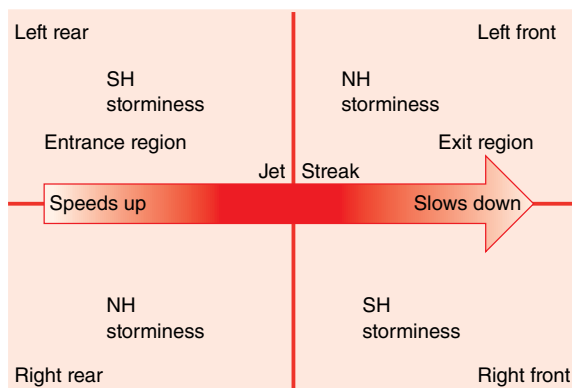 Left rear
Left front
SH
storminess
NH
storminess
Entrance region
Exit region
Jet Streak
Speeds up
Slows down
NH
storminess
SH
storminess
Right rear
Right front